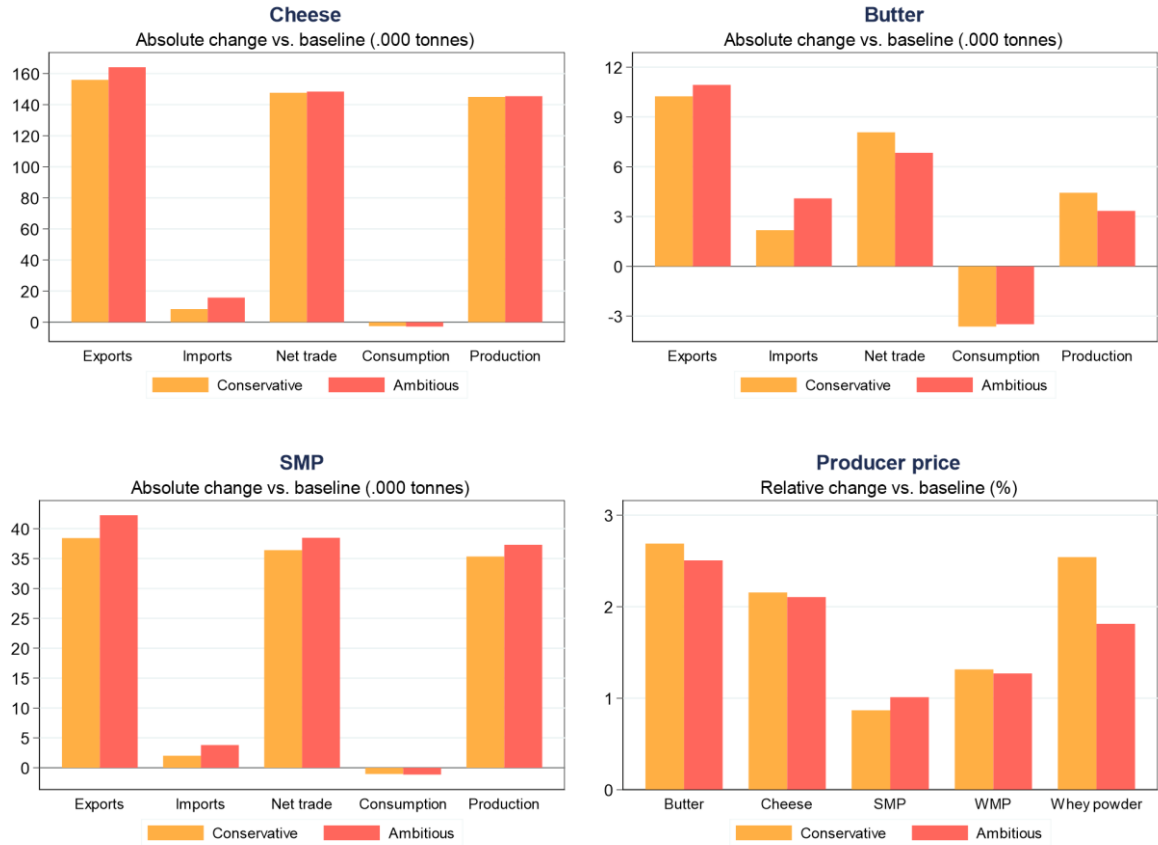 Cheese
Absolute change vs. baseline (.000 tonnes)
160
140
120
100
80
60
40
20
0
Exports Imports Net trade Consumption Production
Conservative Ambitious
Butter
Absolute change vs. baseline (.000 tonnes)
12
9
6
3
0
-3
Exports Imports Net trade Consumption Production
Conservative Ambitious
SMP
Absolute change vs. baseline (.000 tonnes)
40
35
30
25
20
15
10
5
0
Exports Imports Net trade Consumption Production
Conservative Ambitious
Producer price
Relative change vs. baseline (%)
3
2
1
0
Butter Cheese SMP WMP Whey powder
Conservative Ambitious